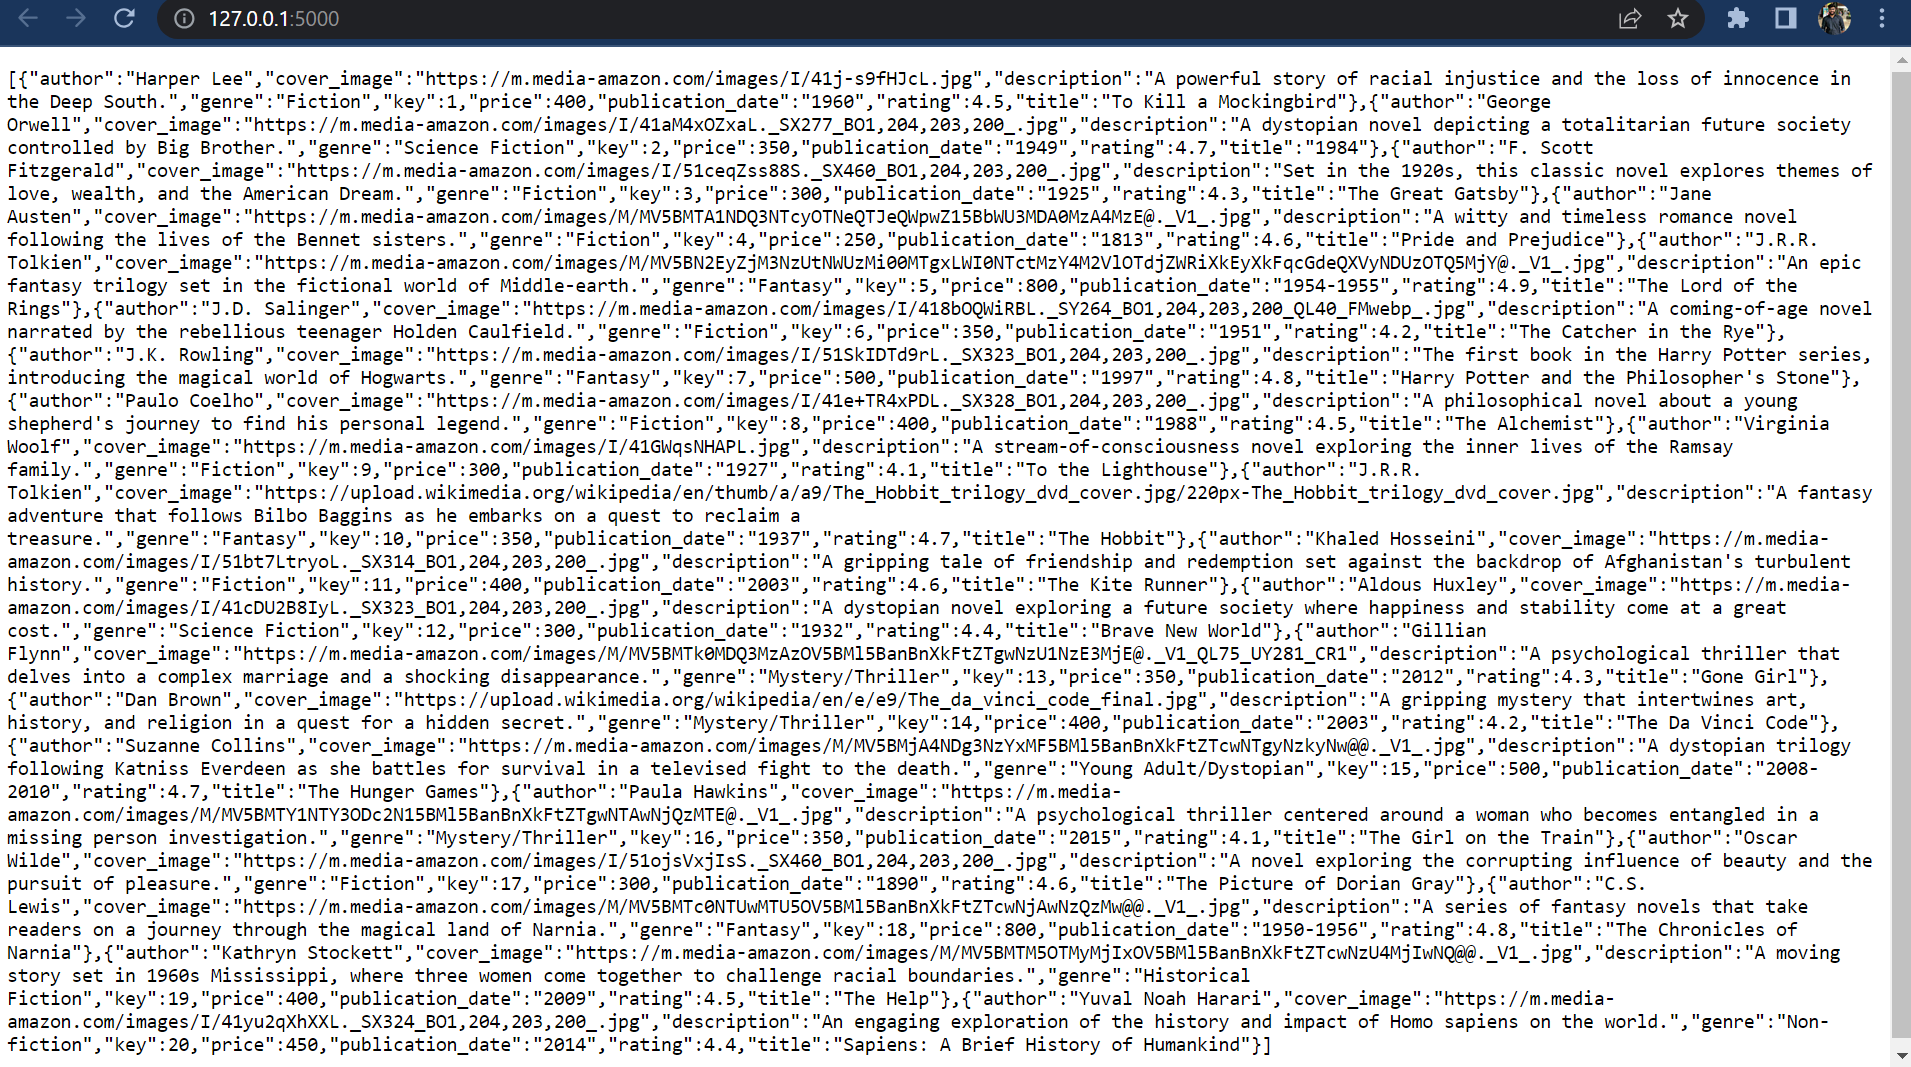 127.0.0.1:5000
[{"author":"Harper Lee","cover_image":"https://m.media-amazon.com/images/I/41j-s9fHJcL.jpg","description":"A powerful story of racial injustice and the loss of innocence in
the Deep South.","genre":"Fiction","key":1,"price":400,"publication_date":"1960","rating":4.5,"title":"To Kill a Mockingbird"},{"author":"George
Orwell","cover_image":"https://m.media-amazon.com/images/I/41aM4xOZxaL._SX277_BO1,204,203,200_.jpg","description":"A dystopian novel depicting a totalitarian future society
controlled by Big Brother.","genre":"Science Fiction","key":2,"price":350,"publication_date":"1949","rating":4.7,"title":"1984"},{"author":"F. Scott
Fitzgerald","cover_image":"https://m.media-amazon.com/images/I/51ceqZss88S._SX460_BO1,204,203,200_.jpg","description":"Set in the 1920s, this classic novel explores themes of
love, wealth, and the American Dream.","genre":"Fiction","key":3,"price":300,"publication_date":"1925","rating":4.3,"title":"The Great Gatsby"},{"author":"Jane
Austen","cover_image":"https://m.media-amazon.com/images/M/MV5BMTA1NDQ3NTcyOTNeQTJeQWpwZ15BbWU3MDA0MzA4MzE@._V1_.jpg","description":"A witty and timeless romance novel
following the lives of the Bennet sisters.","genre":"Fiction","key":4,"price":250,"publication_date":"1813","rating":4.6,"title":"Pride and Prejudice"},{"author":"J.R.R.
Tolkien","cover_image":"https://m.media-amazon.com/images/M/MV5BN2EyZjM3NzUtNWUzMi00MTgxLWI0NTctMzY4M2VlOTdjZWRiXkEyXkFqcGdeQXVyNDUzOTQ5MjY@._V1_.jpg","description":"An epic
fantasy trilogy set in the fictional world of Middle-earth.","genre":"Fantasy","key":5,"price":800,"publication_date":"1954-1955","rating":4.9,"title":"The Lord of the
Rings"},{"author":"J.D. Salinger","cover_image":"https://m.media-amazon.com/images/I/418bOQWiRBL._SY264_BO1,204,203,200_QL40_FMwebp_.jpg","description":"A coming-of-age novel
narrated by the rebellious teenager Holden Caulfield.","genre":"Fiction","key":6,"price":350,"publication_date":"1951","rating":4.2,"title":"The Catcher in the Rye"},
{"author":"J.K. Rowling","cover_image":"https://m.media-amazon.com/images/I/51SkIDTd9rL._SX323_BO1,204,203,200_.jpg","description":"The first book in the Harry Potter series,
introducing the magical world of Hogwarts.","genre":"Fantasy","key":7,"price":500,"publication_date":"1997","rating":4.8,"title":"Harry Potter and the Philosopher's Stone"},
{"author":"Paulo Coelho","cover_image":"https://m.media-amazon.com/images/I/41e+TR4xPDL._SX328_BO1,204,203,200_.jpg","description":"A philosophical novel about a young
shepherd's journey to find his personal legend.","genre":"Fiction","key":8,"price":400,"publication_date":"1988","rating":4.5,"title":"The Alchemist"},{"author":"Virginia
Woolf","cover_image":"https://m.media-amazon.com/images/I/41GWqsNHAPL.jpg","description":"A stream-of-consciousness novel exploring the inner lives of the Ramsay
family.","genre":"Fiction","key":9,"price":300,"publication_date":"1927","rating":4.1,"title":"To the Lighthouse"},{"author":"J.R.R.
Tolkien","cover_image":"https://upload.wikimedia.org/wikipedia/en/thumb/a/a9/The_Hobbit_trilogy_dvd_cover.jpg/220px-The_Hobbit_trilogy_dvd_cover.jpg","description":"A fantasy
adventure that follows Bilbo Baggins as he embarks on a quest to reclaim a
treasure.","genre":"Fantasy","key":10,"price":350,"publication_date":"1937","rating":4.7,"title":"The Hobbit"},{"author":"Khaled Hosseini","cover_image":"https://m.media-
amazon.com/images/I/51bt7LtryoL._SX314_BO1,204,203,200_.jpg","description":"A gripping tale of friendship and redemption set against the backdrop of Afghanistan's turbulent
history.","genre":"Fiction","key":11,"price":400,"publication_date":"2003","rating":4.6,"title":"The Kite Runner"},{"author":"Aldous Huxley","cover_image":"https://m.media-
amazon.com/images/I/41cDU2B8IyL._SX323_BO1,204,203,200_.jpg","description":"A dystopian novel exploring a future society where happiness and stability come at a great
cost.","genre":"Science Fiction","key":12,"price":300,"publication_date":"1932","rating":4.4,"title":"Brave New World"},{"author":"Gillian
Flynn","cover_image":"https://m.media-amazon.com/images/M/MV5BMTk0MDQ3MzAzOV5BMl5BanBnXkFtZTgwNzU1NzE3MjE@._V1_QL75_UY281_CR1","description":"A psychological thriller that
delves into a complex marriage and a shocking disappearance.","genre":"Mystery/Thriller","key":13,"price":350,"publication_date":"2012","rating":4.3,"title":"Gone Girl"},
{"author":"Dan Brown","cover_image":"https://upload.wikimedia.org/wikipedia/en/e/e9/The_da_vinci_code_final.jpg","description":"A gripping mystery that intertwines art,
history, and religion in a quest for a hidden secret.","genre":"Mystery/Thriller","key":14,"price":400,"publication_date":"2003","rating":4.2,"title":"The Da Vinci Code"},
{"author":"Suzanne Collins","cover_image":"https://m.media-amazon.com/images/M/MV5BMjA4NDg3NzYxMF5BMl5BanBnXkFtZTcwNTgyNzkyNw@@._V1_.jpg","description":"A dystopian trilogy
following Katniss Everdeen as she battles for survival in a televised fight to the death.","genre":"Young Adult/Dystopian","key":15,"price":500,"publication_date":"2008-
2010","rating":4.7,"title":"The Hunger Games"},{"author":"Paula Hawkins","cover_image":"https://m.media-
amazon.com/images/M/MV5BMTY1NTY3ODc2N15BMl5BanBnXkFtZTgwNTAwNjQzMTE@._V1_.jpg","description":"A psychological thriller centered around a woman who becomes entangled in a
missing person investigation.","genre":"Mystery/Thriller","key":16,"price":350,"publication_date":"2015","rating":4.1,"title":"The Girl on the Train"},{"author":"Oscar
Wilde","cover_image":"https://m.media-amazon.com/images/I/51ojsVxjIsS._SX460_BO1,204,203,200_.jpg","description":"A novel exploring the corrupting influence of beauty and the
pursuit of pleasure.","genre":"Fiction","key":17,"price":300,"publication_date":"1890","rating":4.6,"title":"The Picture of Dorian Gray"},{"author":"C.S.
Lewis","cover_image":"https://m.media-amazon.com/images/M/MV5BMTc0NTUwMTU5OV5BMl5BanBnXkFtZTcwNjAwNzQzMw@@._V1_.jpg","description":"A series of fantasy novels that take
readers on a journey through the magical land of Narnia.","genre":"Fantasy","key":18,"price":800,"publication_date":"1950-1956","rating":4.8,"title":"The Chronicles of
Narnia"},{"author":"Kathryn Stockett","cover_image":"https://m.media-amazon.com/images/M/MV5BMTM5OTMyMjIxOV5BMl5BanBnXkFtZTcwNzU4MjIwNQ@@._V1_.jpg","description":"A moving
story set in 1960s Mississippi, where three women come together to challenge racial boundaries.","genre":"Historical
Fiction","key":19,"price":400,"publication_date":"2009","rating":4.5,"title":"The Help"},{"author":"Yuval Noah Harari","cover_image":"https://m.media-
amazon.com/images/I/41yu2qXhXXL._SX324_BO1,204,203,200_.jpg","description":"An engaging exploration of the history and impact of Homo sapiens on the world.","genre":"Non-
fiction","key":20,"price":450,"publication_date":"2014","rating":4.4,"title":"Sapiens: A Brief History of Humankind"}]